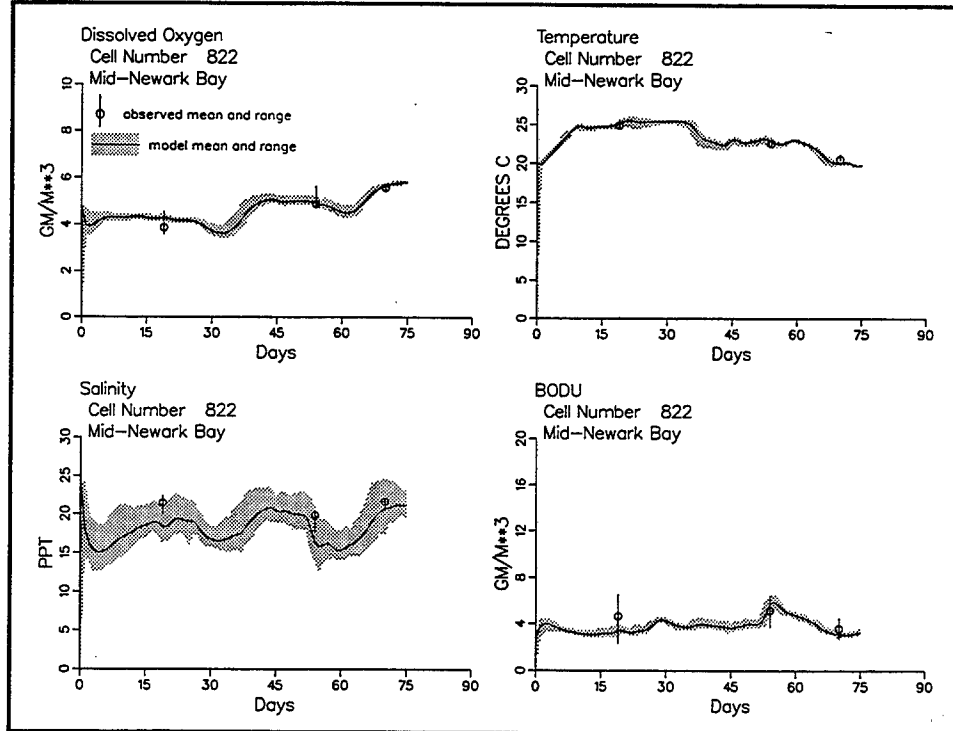 Dissolved Oxygen
Cell Number 822
Mid-Newark Bay
observed mean and range
model mean and range
GM/M**3
0 2 4 6 8 10
0 15 30 45 60 75 90
Days
Temperature
Cell Number 822
Mid-Newark Bay
DEGREES C
0 5 10 15 20 25 30
0 15 30 45 60 75 90
Days
Salinity
Cell Number 822
Mid-Newark Bay
PPT
0 5 10 15 20 25 30
0 15 30 45 60 75 90
Days
BODU
Cell Number 822
Mid-Newark Bay
GM/M**3
0 4 8 12 16 20
0 15 30 45 60 75 90
Days